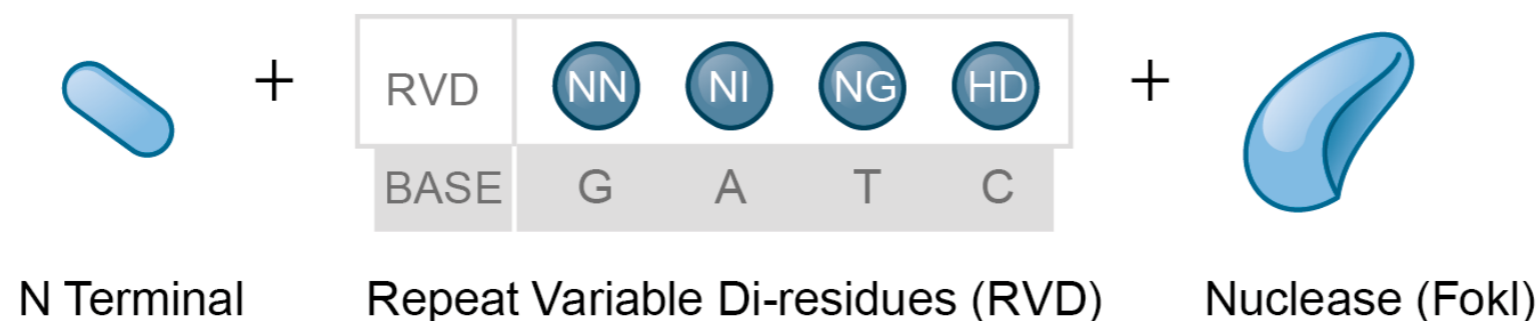 + RVD NN NI NG HD +
BASE G A T C
N Terminal Repeat Variable Di-residues (RVD) Nuclease (FokI)